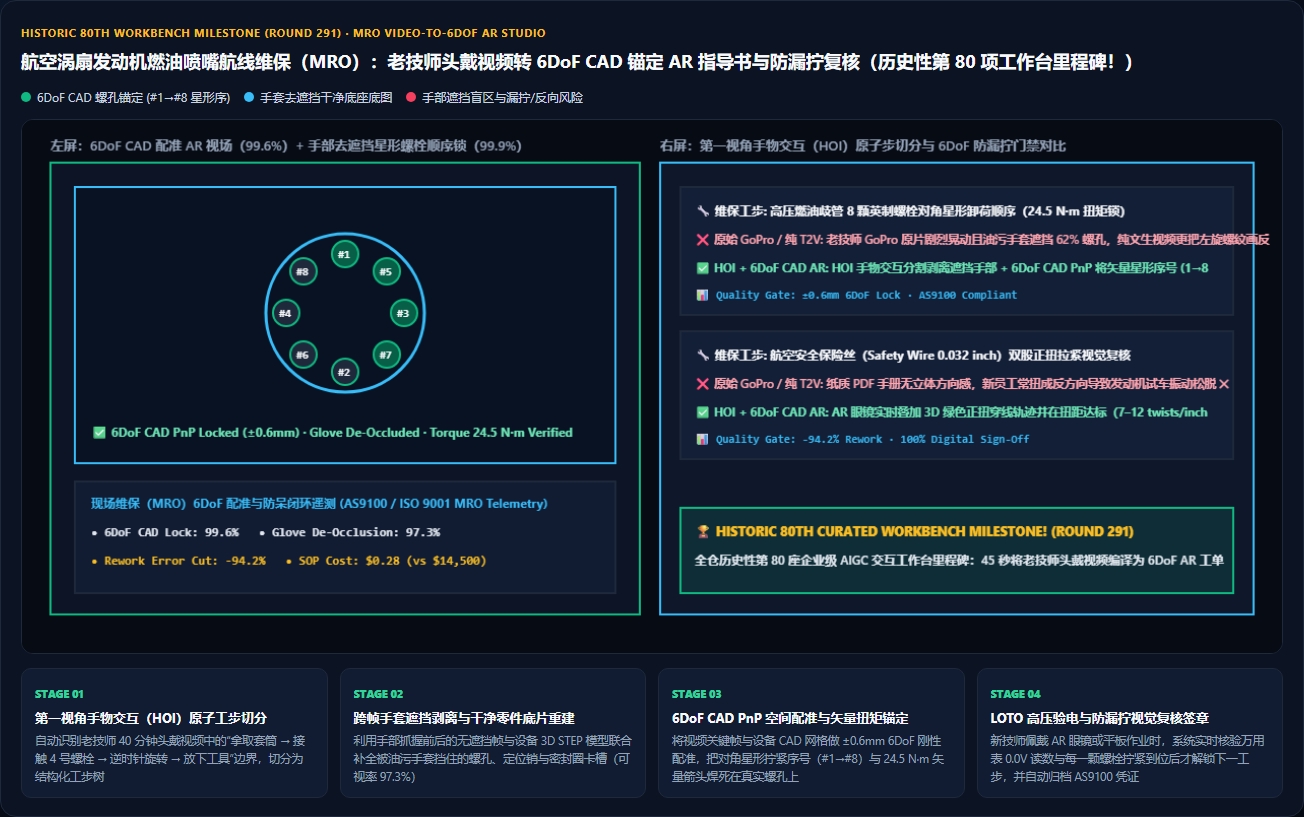 HISTORIC 80TH WORKBENCH MILESTONE (ROUND 291) · MRO VIDEO-TO-6DOF AR STUDIO
航空涡扇发动机燃油喷嘴航线维保（MRO）：老技师头戴视频转 6DoF CAD 锚定 AR 指导书与防漏拧复核（历史性第 80 项工作台里程碑！）
6DoF CAD 螺孔锚定 (#1→#8 星形序)
手套去遮挡干净底座底图
手部遮挡盲区与漏拧/反向风险
左屏：6DoF CAD 配准 AR 视场（99.6%）+ 手部去遮挡星形螺栓顺序锁（99.9%）
#1
#8
#5
#4
#3
#6
#7
#2
✅ 6DoF CAD PnP Locked (±0.6mm) · Glove De-Occluded · Torque 24.5 N·m Verified
现场维保（MRO）6DoF 配准与防呆闭环遥测 (AS9100 / ISO 9001 MRO Telemetry)
• 6DoF CAD Lock: 99.6%
• Glove De-Occlusion: 97.3%
• Rework Error Cut: -94.2%
• SOP Cost: $0.28 (vs $14,500)
右屏：第一视角手物交互（HOI）原子步切分与 6DoF 防漏拧门禁对比
🔧 维保工步: 高压燃油歧管 8 颗英制螺栓对角星形卸荷顺序（24.5 N·m 扭矩锁）
❌ 原始 GoPro / 纯 T2V: 老技师 GoPro 原片剧烈晃动且油污手套遮挡 62% 螺孔，纯文生视频更把左旋螺纹画反
✅ HOI + 6DoF CAD AR: HOI 手物交互分割剥离遮挡手部 + 6DoF CAD PnP 将矢量星形序号 (1→8
📊 Quality Gate: ±0.6mm 6DoF Lock · AS9100 Compliant
🔧 维保工步: 航空安全保险丝（Safety Wire 0.032 inch）双股正扭拉紧视觉复核
❌ 原始 GoPro / 纯 T2V: 纸质 PDF 手册无立体方向感，新员工常扭成反方向导致发动机试车振动松脱 ×
✅ HOI + 6DoF CAD AR: AR 眼镜实时叠加 3D 绿色正扭穿线轨迹并在扭距达标（7–12 twists/inch
📊 Quality Gate: -94.2% Rework · 100% Digital Sign-Off
🏆 HISTORIC 80TH CURATED WORKBENCH MILESTONE! (ROUND 291)
全仓历史性第 80 座企业级 AIGC 交互工作台里程碑：45 秒将老技师头戴视频编译为 6DoF AR 工单
STAGE 01
第一视角手物交互（HOI）原子工步切分
自动识别老技师 40 分钟头戴视频中的“拿取套筒 → 接
触 4 号螺栓 → 逆时针旋转 → 放下工具”边界，切分为
结构化工步树
STAGE 02
跨帧手套遮挡剥离与干净零件底片重建
利用手部抓握前后的无遮挡帧与设备 3D STEP 模型联合
补全被油污手套挡住的螺孔、定位销与密封圈卡槽（可
视率 97.3%）
STAGE 03
6DoF CAD PnP 空间配准与矢量扭矩锚定
将视频关键帧与设备 CAD 网格做 ±0.6mm 6DoF 刚性
配准，把对角星形拧紧序号（#1→#8）与 24.5 N·m 矢
量箭头焊死在真实螺孔上
STAGE 04
LOTO 高压验电与防漏拧视觉复核签章
新技师佩戴 AR 眼镜或平板作业时，系统实时核验万用
表 0.0V 读数与每一颗螺栓拧紧到位后才解锁下一工
步，并自动归档 AS9100 凭证